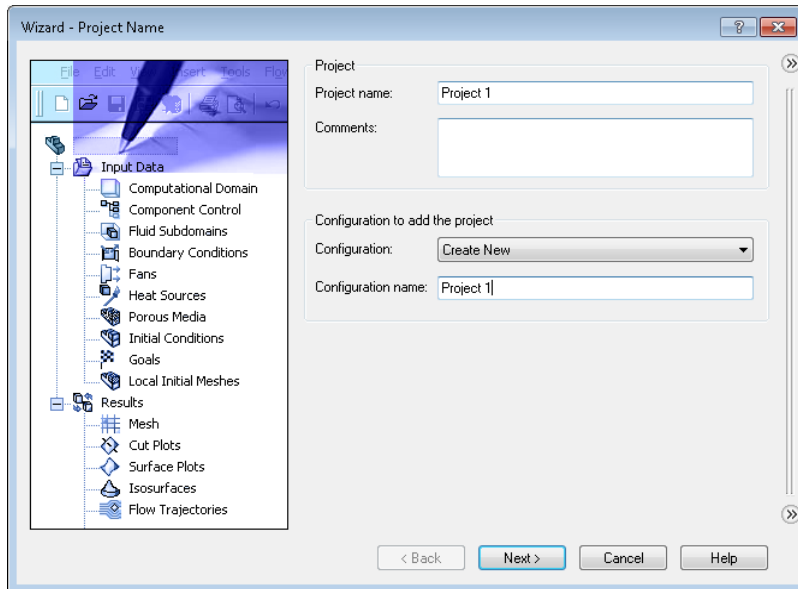 Wizard - Project Name
File Edit View Insert Tools Flow
Input Data
Computational Domain
Component Control
Fluid Subdomains
Boundary Conditions
Fans
Heat Sources
Porous Media
Initial Conditions
Goals
Local Initial Meshes
Results
Mesh
Cut Plots
Surface Plots
Isosurfaces
Flow Trajectories
Project
Project name: Project 1
Comments:
Configuration to add the project
Configuration: Create New
Configuration name: Project 1
< Back Next > Cancel Help